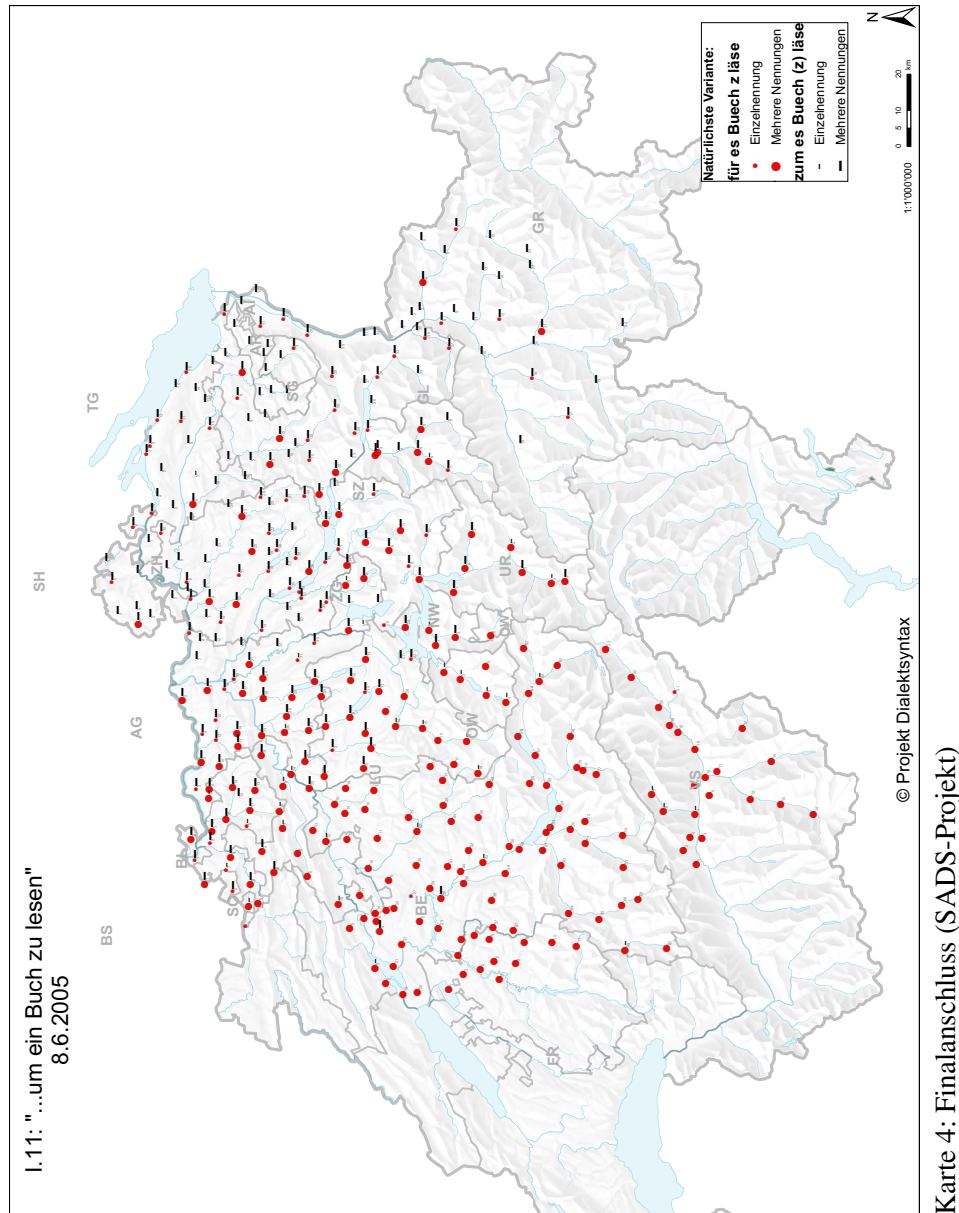 I.11: "...um ein Buch zu lesen"
8.6.2005
BS
AG
SH
TG
BL
SO
ZH
AR
AI
SG
ZG
SZ
GL
LU
NW
OW
OW
UR
BE
FR
VS
GR
Natürlichste Variante:
für es Buech z läse
Einzelnennung
Mehrere Nennungen
zum es Buech (z) läse
Einzelnennung
Mehrere Nennungen
N
0 5 10 20 km
1:1'000'000
© Projekt Dialektsyntax
Karte 4: Finalanschluss (SADS-Projekt)